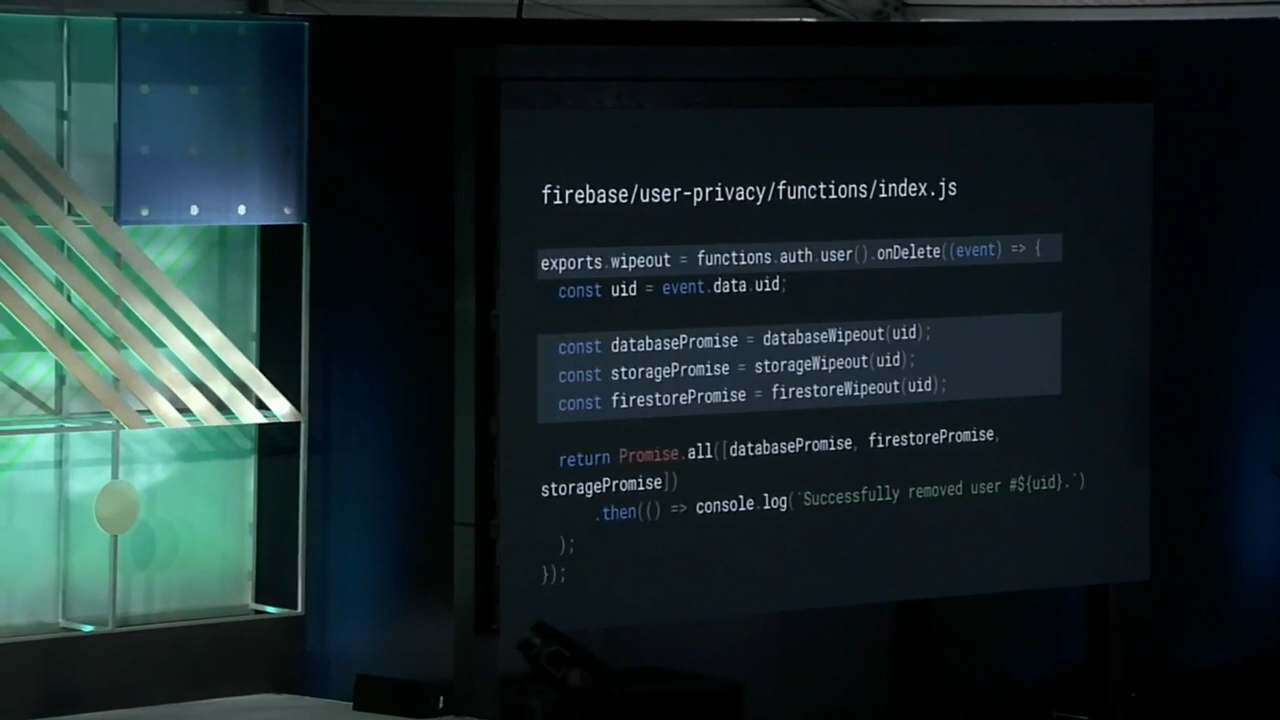 firebase/user-privacy/functions/index.js
exports.wipeout = functions.auth.user().onDelete((event) => {
const uid = event.data.uid;
const databasePromise = databaseWipeout(uid);
const storagePromise = storageWipeout(uid);
const firestorePromise = firestoreWipeout(uid);
return Promise.all([databasePromise, firestorePromise,
storagePromise])
.then(() => console.log(`Successfully removed user #${uid}.`)
);
});